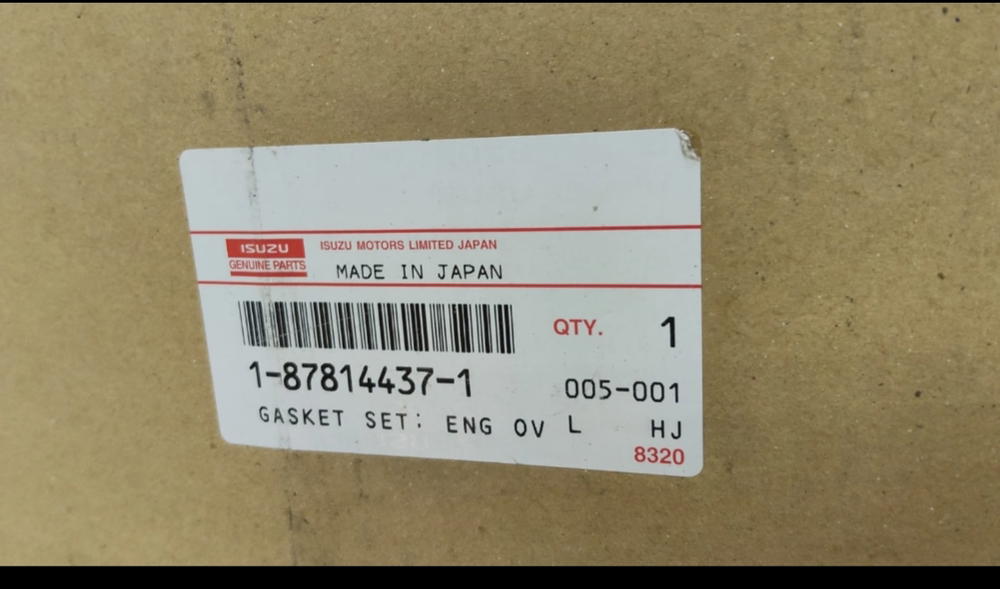 ISUZU
GENUINE PARTS
ISUZU MOTORS LIMITED JAPAN
MADE IN JAPAN
QTY. 1
1-87814437-1
005-001
GASKET SET: ENG OV L HJ
8320